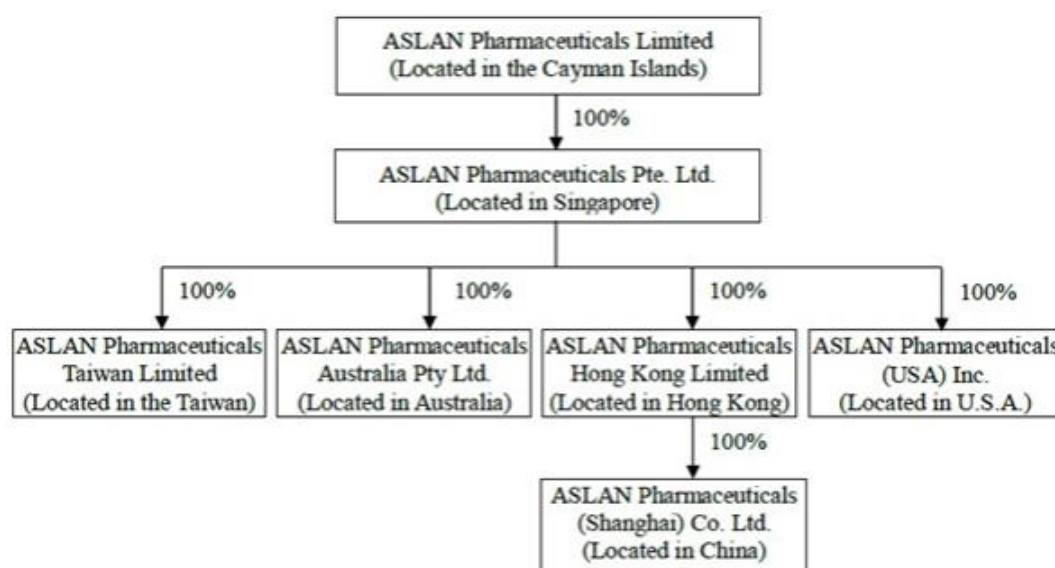 ASLAN Pharmaceuticals Limited
(Located in the Cayman Islands)
100%
ASLAN Pharmaceuticals Pte. Ltd.
(Located in Singapore)
100%
100%
100%
100%
ASLAN Pharmaceuticals
Taiwan Limited
(Located in the Taiwan)
ASLAN Pharmaceuticals
Australia Pty Ltd.
(Located in Australia)
ASLAN Pharmaceuticals
Hong Kong Limited
(Located in Hong Kong)
ASLAN Pharmaceuticals
(USA) Inc.
(Located in U.S.A.)
100%
ASLAN Pharmaceuticals
(Shanghai) Co. Ltd.
(Located in China)